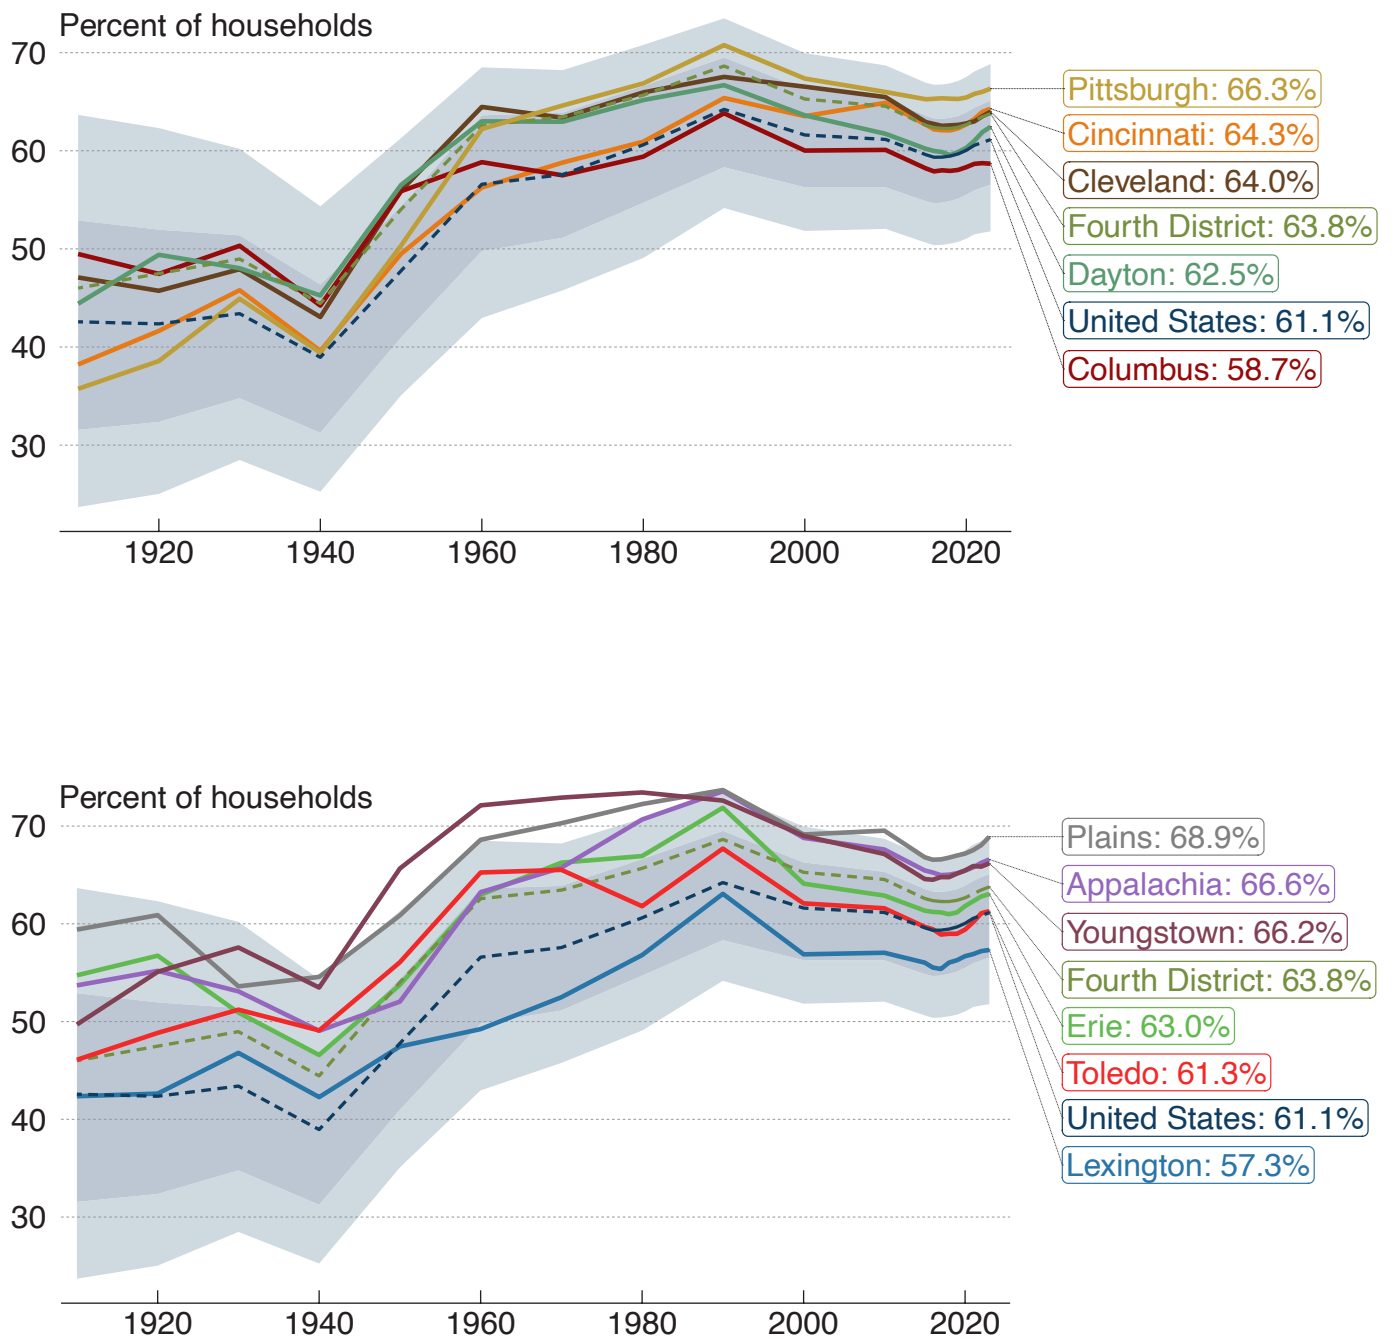 Percent of households
70
60
50
40
30
1920 1940 1960 1980 2000 2020
Pittsburgh: 66.3%
Cincinnati: 64.3%
Cleveland: 64.0%
Fourth District: 63.8%
Dayton: 62.5%
United States: 61.1%
Columbus: 58.7%
Percent of households
70
60
50
40
30
1920 1940 1960 1980 2000 2020
Plains: 68.9%
Appalachia: 66.6%
Youngstown: 66.2%
Fourth District: 63.8%
Erie: 63.0%
Toledo: 61.3%
United States: 61.1%
Lexington: 57.3%